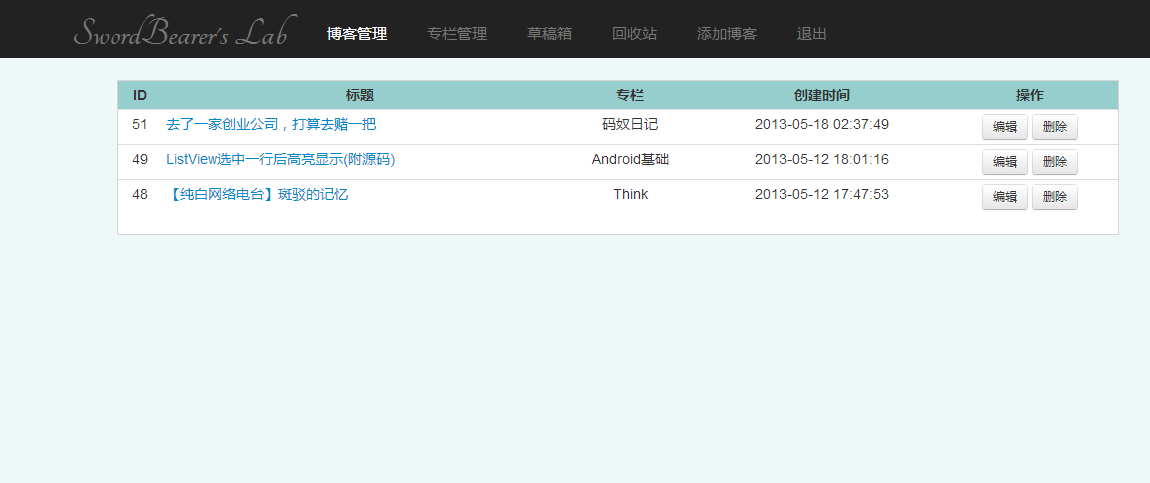 SwordBearer's Lab 博客管理 专栏管理 草稿箱 回收站 添加博客 退出
ID 标题 专栏 创建时间 操作
51 去了一家创业公司，打算去赌一把 码奴日记 2013-05-18 02:37:49 编辑 删除
49 ListView选中一行后高亮显示(附源码) Android基础 2013-05-12 18:01:16 编辑 删除
48 【纯白网络电台】斑驳的记忆 Think 2013-05-12 17:47:53 编辑 删除